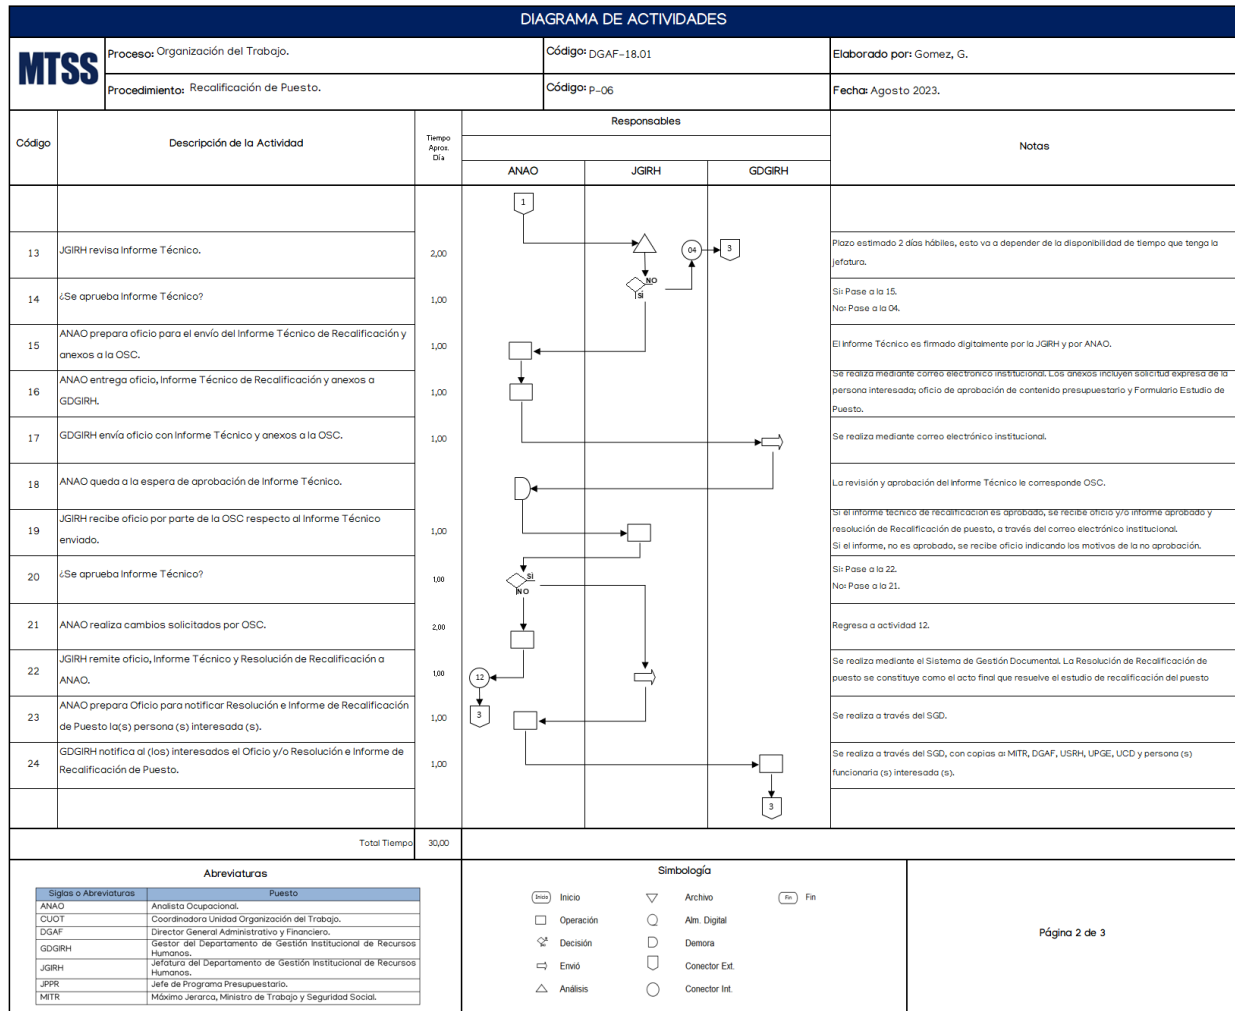 DIAGRAMA DE ACTIVIDADES
MTSS
Proceso: Organización del Trabajo.
Código: DGAF-18.01
Elaborado por: Gomez, G.
Procedimiento: Recalificación de Puesto.
Código: P-06
Fecha: Agosto 2023.
Código
Descripción de la Actividad
Tiempo
Apros.
Día
Responsables
ANAO
JGIRH
GDGIRH
Notas
1
13
JGIRH revisa Informe Técnico.
2,00
04
3
Plazo estimado 2 días hábiles, esto va a depender de la disponibilidad de tiempo que tenga la
jefatura.
14
¿Se aprueba Informe Técnico?
1,00
NO
SI
Si: Pase a la 15.
No: Pase a la 04.
15
ANAO prepara oficio para el envío del Informe Técnico de Recalificación y
anexos a la OSC.
1,00
El Informe Técnico es firmado digitalmente por la JGIRH y por ANAO.
16
ANAO entrega oficio, Informe Técnico de Recalificación y anexos a
GDGIRH.
1,00
Se realiza mediante correo electrónico institucional. Los anexos incluyen solicitud expresa de la
persona interesada; oficio de aprobación de contenido presupuestario y Formulario Estudio de
Puesto.
17
GDGIRH envía oficio con Informe Técnico y anexos a la OSC.
1,00
Se realiza mediante correo electrónico institucional.
18
ANAO queda a la espera de aprobación de Informe Técnico.
La revisión y aprobación del Informe Técnico le corresponde OSC.
19
JGIRH recibe oficio por parte de la OSC respecto al Informe Técnico
enviado.
1,00
Si el informe técnico de recalificación es aprobado, se recibe oficio y/o informe aprobado y
resolución de Recalificación de puesto, a través del correo electrónico institucional.
Si el informe, no es aprobado, se recibe oficio indicando los motivos de la no aprobación.
20
¿Se aprueba Informe Técnico?
1,00
SI
NO
Si: Pase a la 22.
No: Pase a la 21.
21
ANAO realiza cambios solicitados por OSC.
2,00
Regresa a actividad 12.
22
JGIRH remite oficio, Informe Técnico y Resolución de Recalificación a
ANAO.
1,00
12
Se realiza mediante el Sistema de Gestión Documental. La Resolución de Recalificación de
puesto se constituye como el acto final que resuelve el estudio de recalificación del puesto
23
ANAO prepara Oficio para notificar Resolución e Informe de Recalificación
de Puesto la(s) persona (s) interesada (s).
1,00
3
Se realiza a través del SGD.
24
GDGIRH notifica al (los) interesados el Oficio y/o Resolución e Informe de
Recalificación de Puesto.
1,00
Se realiza a través del SGD, con copias a: MITR, DGAF, USRH, UPGE, UCD y persona (s)
funcionaria (s) interesada (s).
3
Total Tiempo
30,00
Abreviaturas
Siglas o Abreviaturas
Puesto
ANAO
Analista Ocupacional.
CUOT
Coordinadora Unidad Organización del Trabajo.
DGAF
Director General Administrativo y Financiero.
GDGIRH
Gestor del Departamento de Gestión Institucional de Recursos
Humanos.
JGIRH
Jefatura del Departamento de Gestión Institucional de Recursos
Humanos.
JPPR
Jefe de Programa Presupuestario.
MITR
Máximo Jerarca, Ministro de Trabajo y Seguridad Social.
Simbología
Inicio
Inicio
Archivo
Fin
Fin
Operación
Alm. Digital
Decisión
Demora
Envió
Conector Ext.
Análisis
Conector Int.
Página 2 de 3